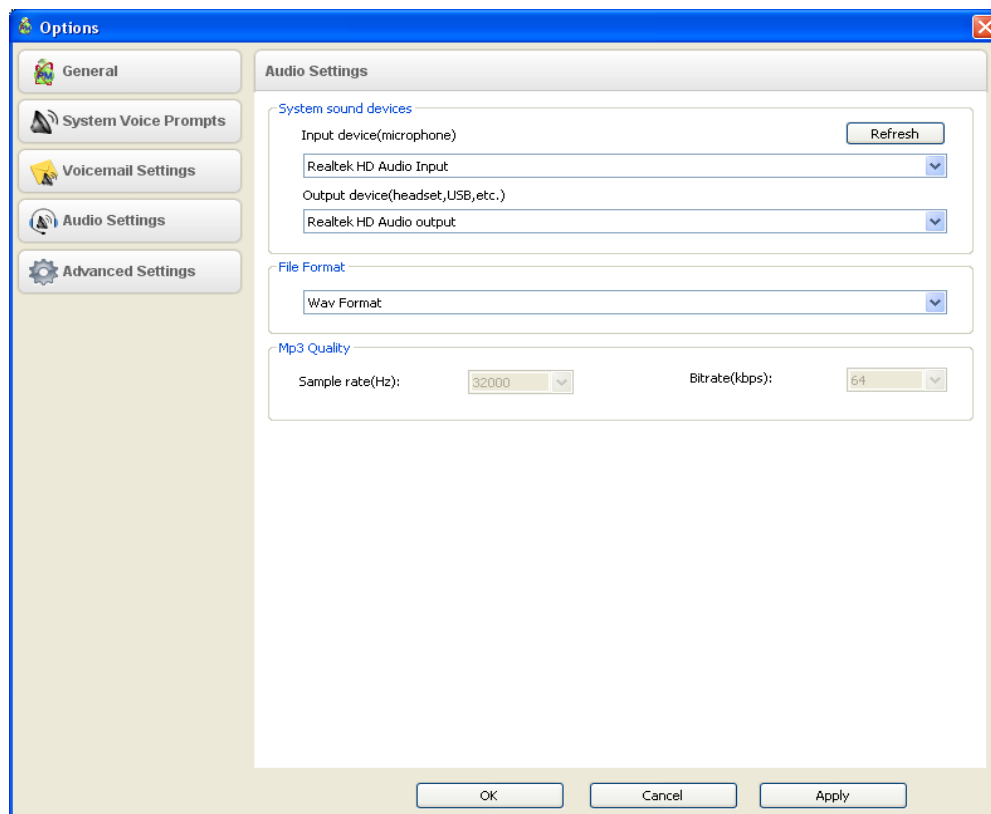 Options
General
System Voice Prompts
Voicemail Settings
Audio Settings
Advanced Settings
Audio Settings
System sound devices
Input device(microphone)
Refresh
Realtek HD Audio Input
Output device(headset,USB,etc.)
Realtek HD Audio output
File Format
Wav Format
Mp3 Quality
Sample rate(Hz): 32000 Bitrate(kbps): 64
OK Cancel Apply